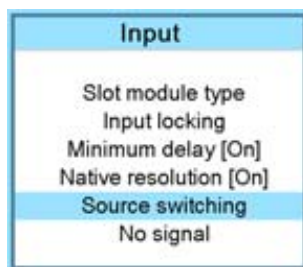 Input
Slot module type
Input locking
Minimum delay [On]
Native resolution [On]
Source switching
No signal